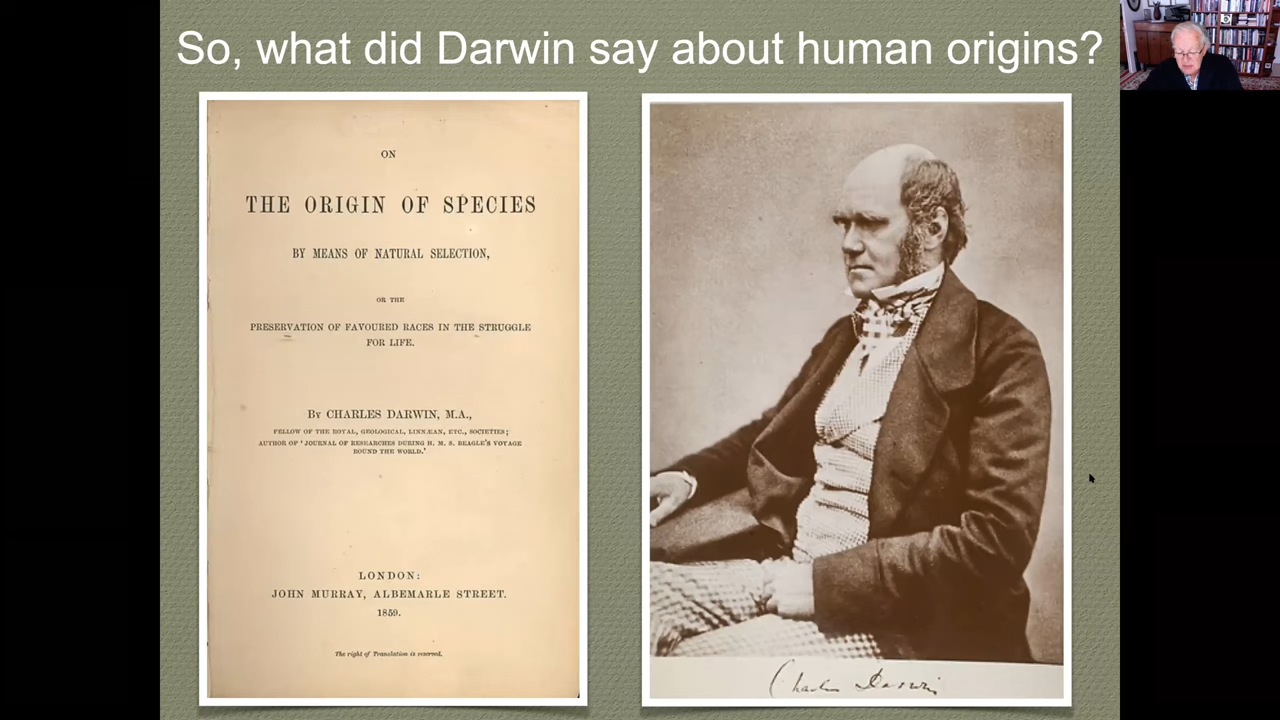 So, what did Darwin say about human origins?
ON
THE ORIGIN OF SPECIES
BY MEANS OF NATURAL SELECTION,
OR THE
PRESERVATION OF FAVOURED RACES IN THE STRUGGLE
FOR LIFE.
BY CHARLES DARWIN, M.A.,
FELLOW OF THE ROYAL, GEOLOGICAL, LINNÆAN, ETC., SOCIETIES;
AUTHOR OF 'JOURNAL OF RESEARCHES DURING H. M. S. BEAGLE'S VOYAGE
ROUND THE WORLD.'
LONDON:
JOHN MURRAY, ALBEMARLE STREET.
1859.
The right of Translation is reserved.
Charles Darwin